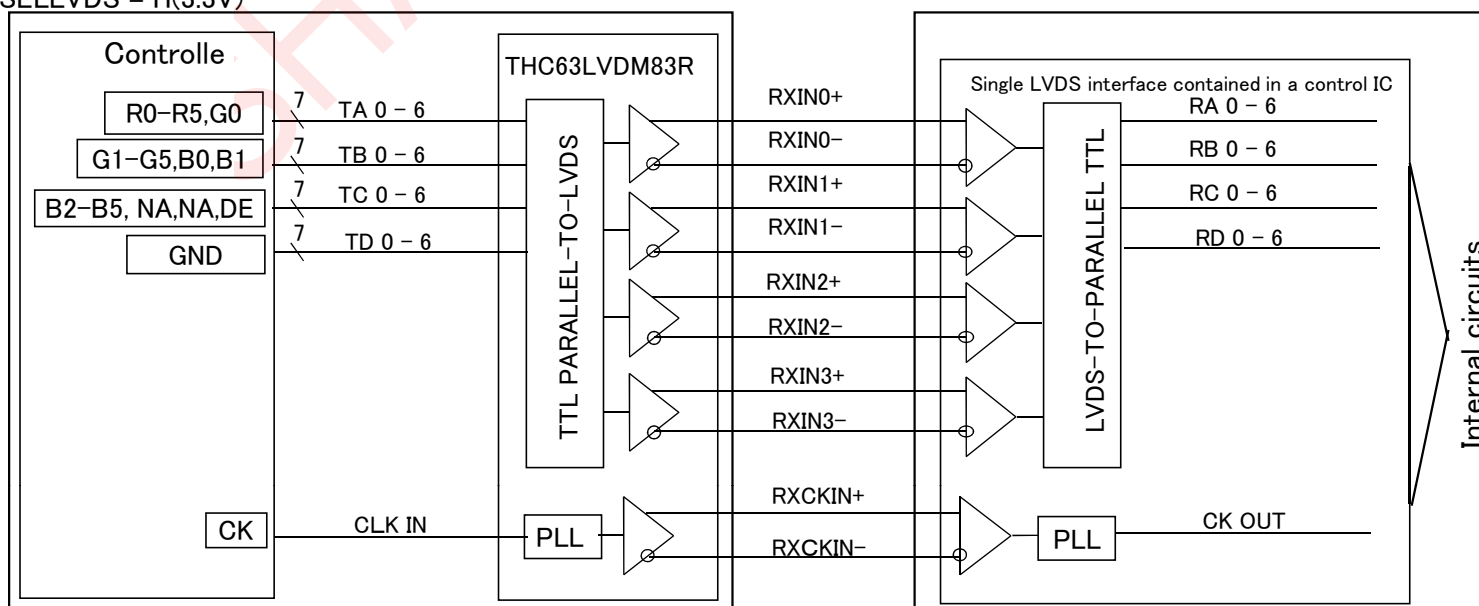 SELLVDS = H(3.3V)
Controlle
THC63LVDM83R
Single LVDS interface contained in a control IC
R0-R5,G0
7
TA 0 - 6
RXIN0+
RA 0 - 6
G1-G5,B0,B1
7
TB 0 - 6
RXIN0-
RB 0 - 6
B2-B5, NA,NA,DE
7
TC 0 - 6
RXIN1+
RC 0 - 6
GND
7
TD 0 - 6
RXIN1-
RD 0 - 6
TTL PARALLEL-TO-LVDS
LVDS-TO-PARALLEL TTL
Internal circuits
RXIN2+
RXIN2-
RXIN3+
RXIN3-
CK
CLK IN
PLL
RXCKIN+
RXCKIN-
PLL
CK OUT